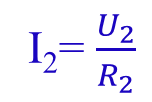 I₂ = U₂/R₂